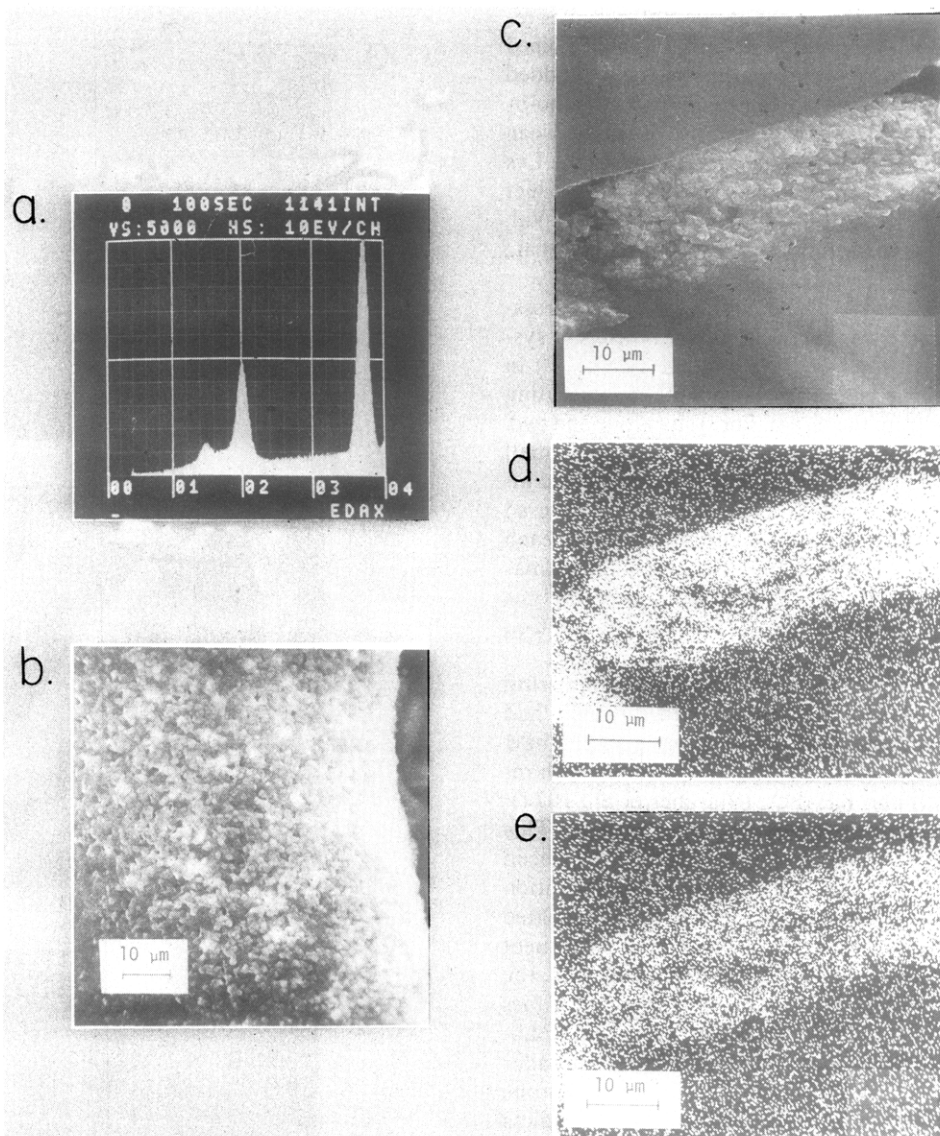 a.
0 100SEC 1141INT
VS:5000 HS: 10EV/CH
00 01 02 03 04
EDAX
b.
10 μm
c.
10 μm
d.
10 μm
e.
10 μm